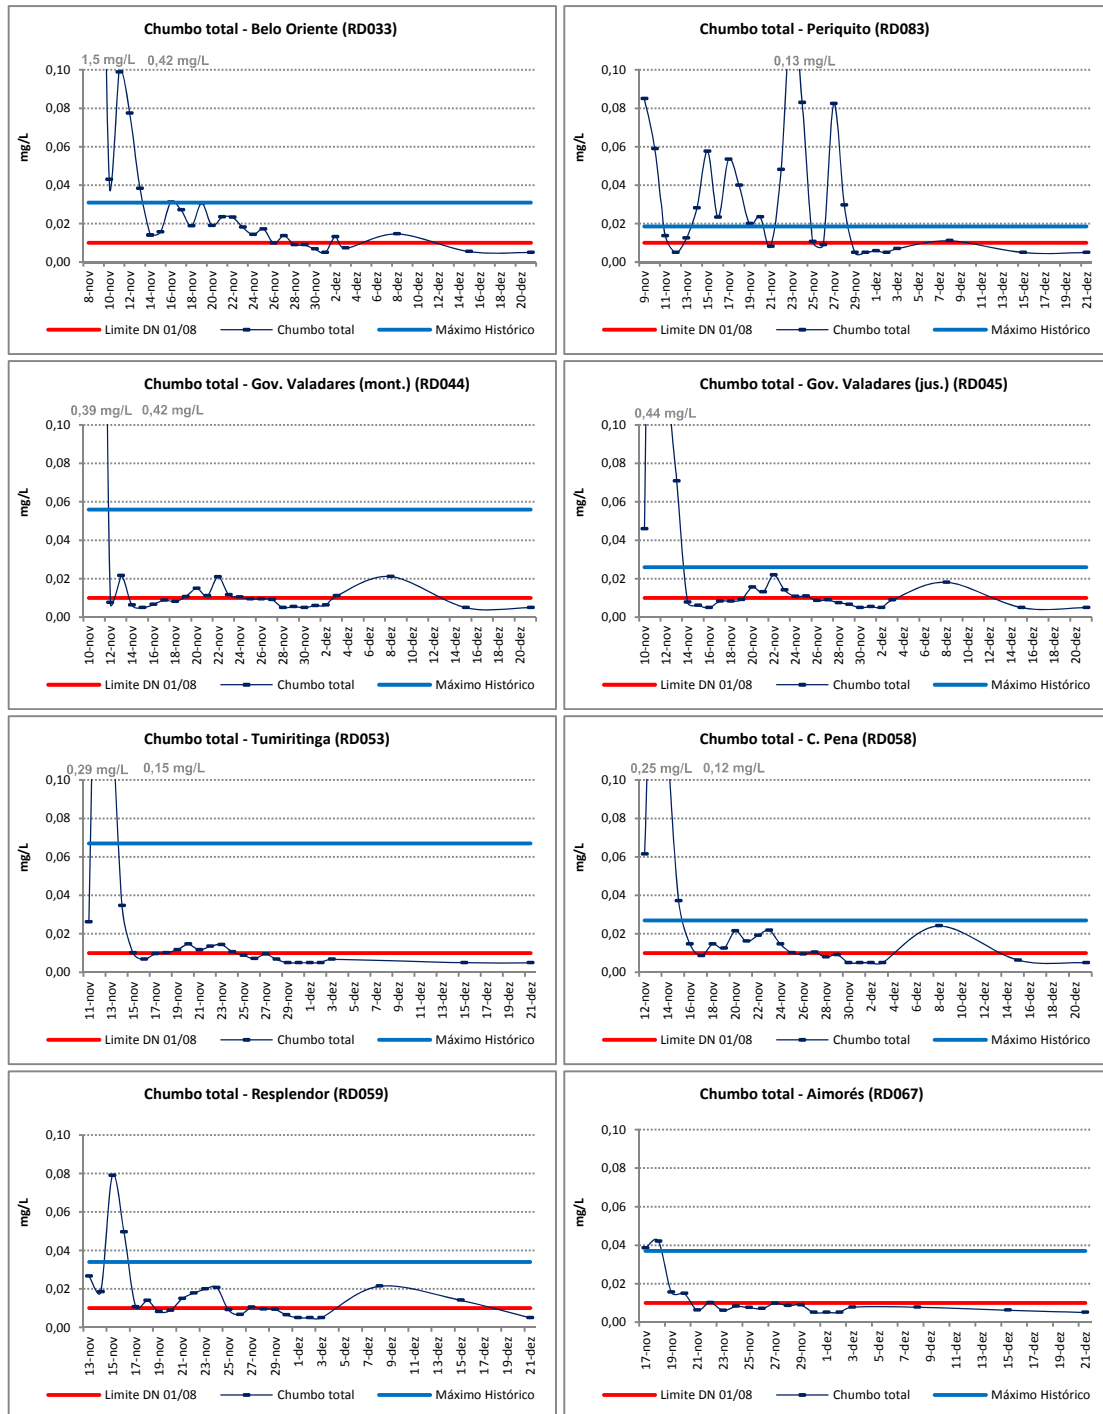 Chumbo total - Belo Oriente (RD033)
1,5 mg/L 0,42 mg/L
mg/L
0,10
0,08
0,06
0,04
0,02
0,00
8-nov 10-nov 12-nov 14-nov 16-nov 18-nov 20-nov 22-nov 24-nov 26-nov 28-nov 30-nov 2-dez 4-dez 6-dez 8-dez 10-dez 12-dez 14-dez 16-dez 18-dez 20-dez
Limite DN 01/08 Chumbo total Máximo Histórico
Chumbo total - Periquito (RD083)
0,13 mg/L
mg/L
0,10
0,08
0,06
0,04
0,02
0,00
9-nov 11-nov 13-nov 15-nov 17-nov 19-nov 21-nov 23-nov 25-nov 27-nov 29-nov 1-dez 3-dez 5-dez 7-dez 9-dez 11-dez 13-dez 15-dez 17-dez 19-dez 21-dez
Limite DN 01/08 Chumbo total Máximo Histórico
Chumbo total - Gov. Valadares (mont.) (RD044)
0,39 mg/L 0,42 mg/L
mg/L
0,10
0,08
0,06
0,04
0,02
0,00
10-nov 12-nov 14-nov 16-nov 18-nov 20-nov 22-nov 24-nov 26-nov 28-nov 30-nov 2-dez 4-dez 6-dez 8-dez 10-dez 12-dez 14-dez 16-dez 18-dez 20-dez
Limite DN 01/08 Chumbo total Máximo Histórico
Chumbo total - Gov. Valadares (jus.) (RD045)
0,44 mg/L
mg/L
0,10
0,08
0,06
0,04
0,02
0,00
10-nov 12-nov 14-nov 16-nov 18-nov 20-nov 22-nov 24-nov 26-nov 28-nov 30-nov 2-dez 4-dez 6-dez 8-dez 10-dez 12-dez 14-dez 16-dez 18-dez 20-dez
Limite DN 01/08 Chumbo total Máximo Histórico
Chumbo total - Tumiritinga (RD053)
0,29 mg/L 0,15 mg/L
mg/L
0,10
0,08
0,06
0,04
0,02
0,00
11-nov 13-nov 15-nov 17-nov 19-nov 21-nov 23-nov 25-nov 27-nov 29-nov 1-dez 3-dez 5-dez 7-dez 9-dez 11-dez 13-dez 15-dez 17-dez 19-dez 21-dez
Limite DN 01/08 Chumbo total Máximo Histórico
Chumbo total - C. Pena (RD058)
0,25 mg/L 0,12 mg/L
mg/L
0,10
0,08
0,06
0,04
0,02
0,00
12-nov 14-nov 16-nov 18-nov 20-nov 22-nov 24-nov 26-nov 28-nov 30-nov 2-dez 4-dez 6-dez 8-dez 10-dez 12-dez 14-dez 16-dez 18-dez 20-dez
Limite DN 01/08 Chumbo total Máximo Histórico
Chumbo total - Resplendor (RD059)
mg/L
0,10
0,08
0,06
0,04
0,02
0,00
13-nov 15-nov 17-nov 19-nov 21-nov 23-nov 25-nov 27-nov 29-nov 1-dez 3-dez 5-dez 7-dez 9-dez 11-dez 13-dez 15-dez 17-dez 19-dez 21-dez
Limite DN 01/08 Chumbo total Máximo Histórico
Chumbo total - Aimorés (RD067)
mg/L
0,10
0,08
0,06
0,04
0,02
0,00
17-nov 19-nov 21-nov 23-nov 25-nov 27-nov 29-nov 1-dez 3-dez 5-dez 7-dez 9-dez 11-dez 13-dez 15-dez 17-dez 19-dez 21-dez
Limite DN 01/08 Chumbo total Máximo Histórico